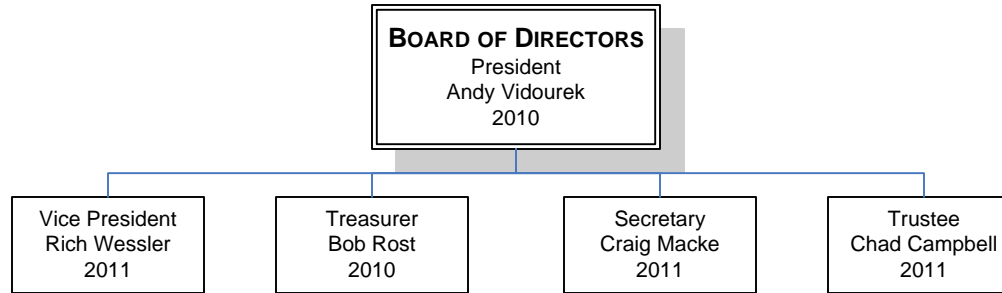 BOARD OF DIRECTORS
President
Andy Vidourek
2010
Vice President
Rich Wessler
2011
Treasurer
Bob Rost
2010
Secretary
Craig Macke
2011
Trustee
Chad Campbell
2011